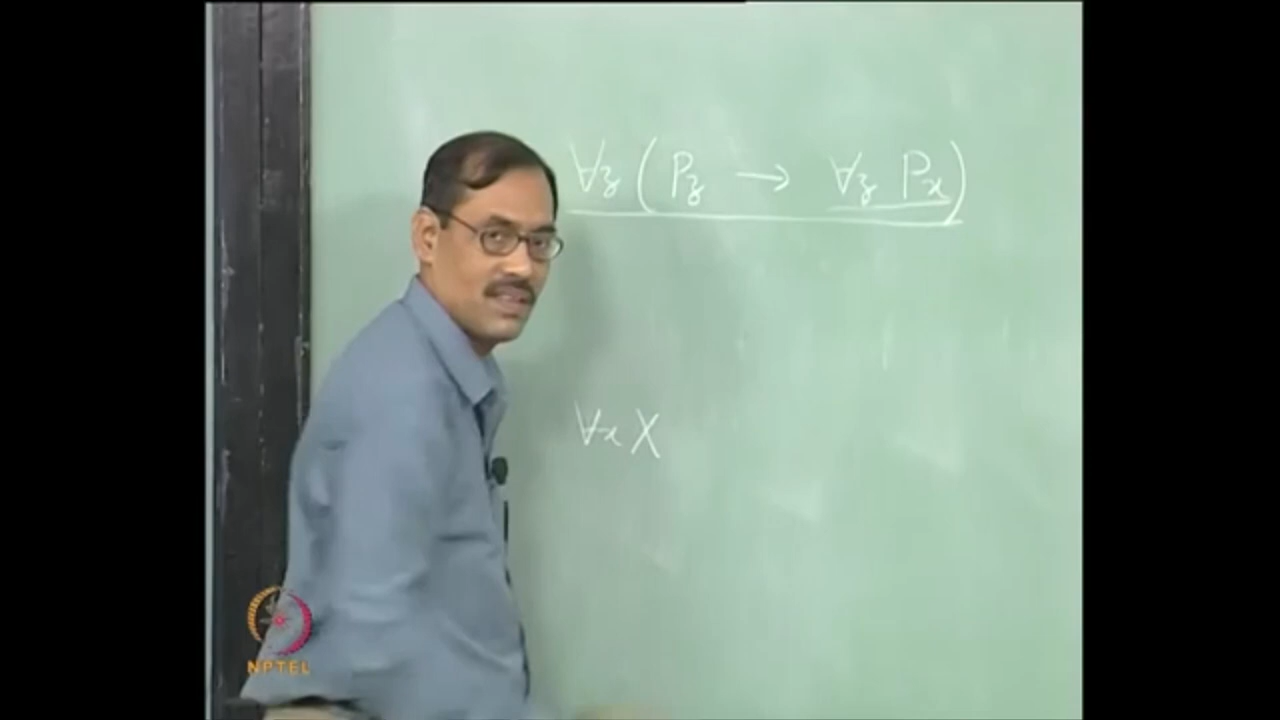 ∀z (Pz → ∀z Px)
∀x X
NPTEL